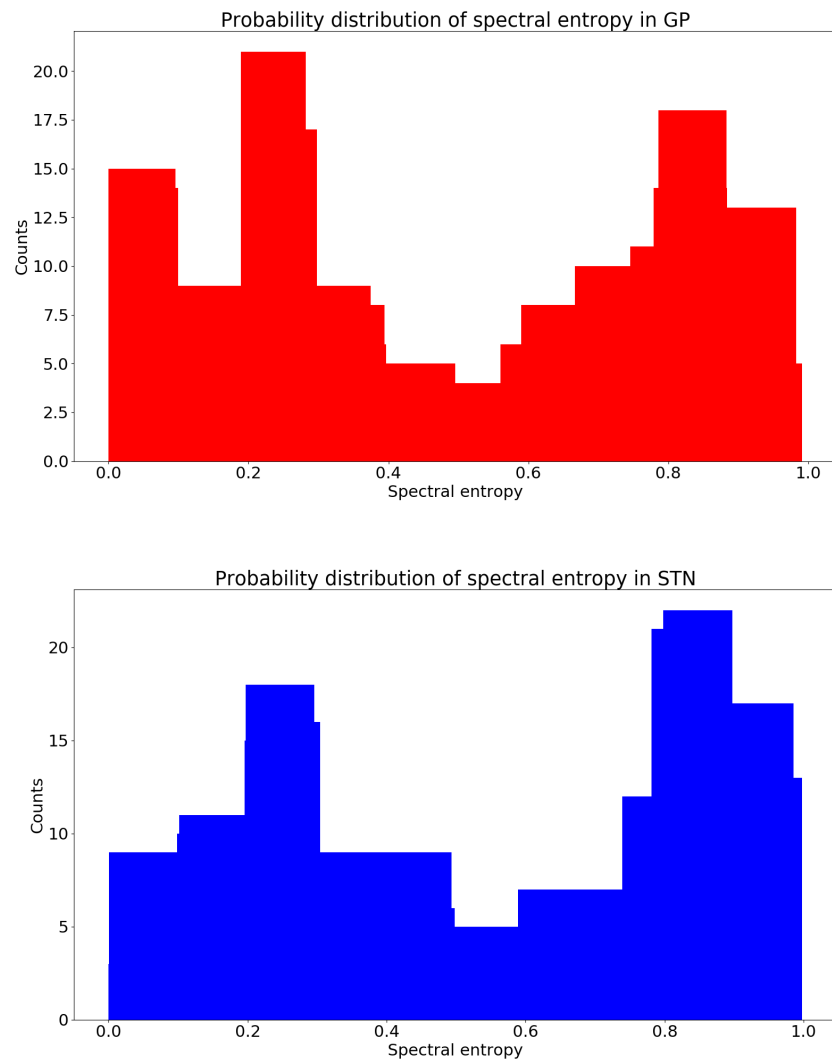 Probability distribution of spectral entropy in GP
20.0
17.5
15.0
12.5
10.0
7.5
5.0
2.5
0.0
Counts
0.0 0.2 0.4 0.6 0.8 1.0
Spectral entropy
Probability distribution of spectral entropy in STN
20
15
10
5
0
Counts
0.0 0.2 0.4 0.6 0.8 1.0
Spectral entropy